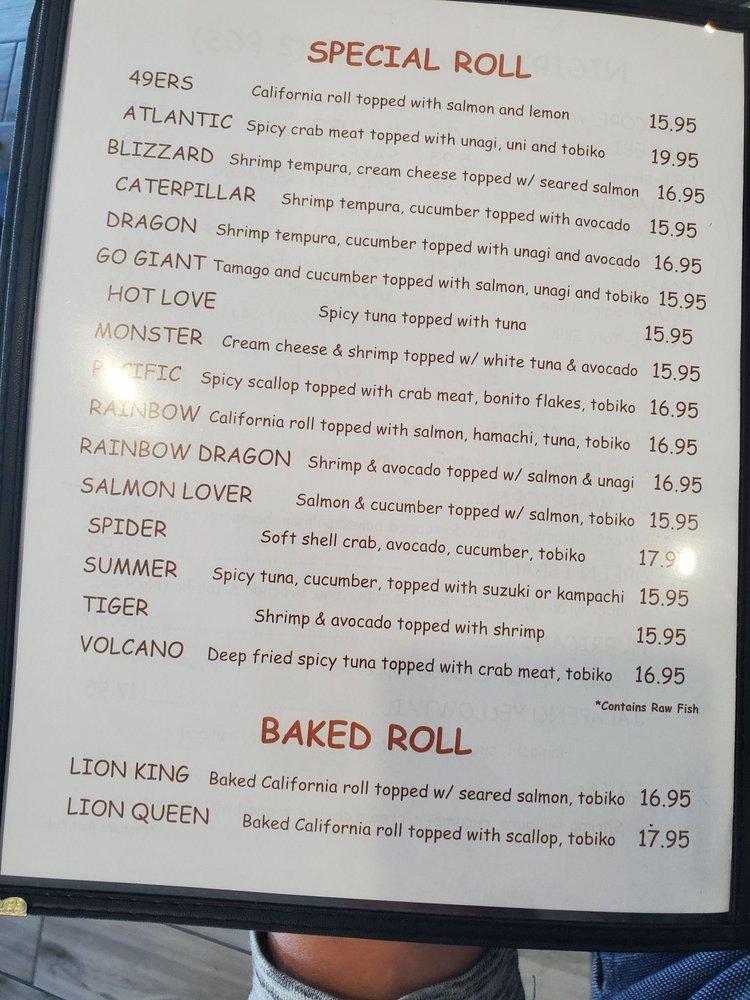 SPECIAL ROLL
49ERS California roll topped with salmon and lemon 15.95
ATLANTIC Spicy crab meat topped with unagi, uni and tobiko 19.95
BLIZZARD Shrimp tempura, cream cheese topped w/ seared salmon 16.95
CATERPILLAR Shrimp tempura, cucumber topped with avocado 15.95
DRAGON Shrimp tempura, cucumber topped with unagi and avocado 16.95
GO GIANT Tamago and cucumber topped with salmon, unagi and tobiko 15.95
HOT LOVE Spicy tuna topped with tuna 15.95
MONSTER Cream cheese & shrimp topped w/ white tuna & avocado 15.95
PACIFIC Spicy scallop topped with crab meat, bonito flakes, tobiko 16.95
RAINBOW California roll topped with salmon, hamachi, tuna, tobiko 16.95
RAINBOW DRAGON Shrimp & avocado topped w/ salmon & unagi 16.95
SALMON LOVER Salmon & cucumber topped w/ salmon, tobiko 15.95
SPIDER Soft shell crab, avocado, cucumber, tobiko 17.9
SUMMER Spicy tuna, cucumber, topped with suzuki or kampachi 15.95
TIGER Shrimp & avocado topped with shrimp 15.95
VOLCANO Deep fried spicy tuna topped with crab meat, tobiko 16.95
*Contains Raw Fish
BAKED ROLL
LION KING Baked California roll topped w/ seared salmon, tobiko 16.95
LION QUEEN Baked California roll topped with scallop, tobiko 17.95